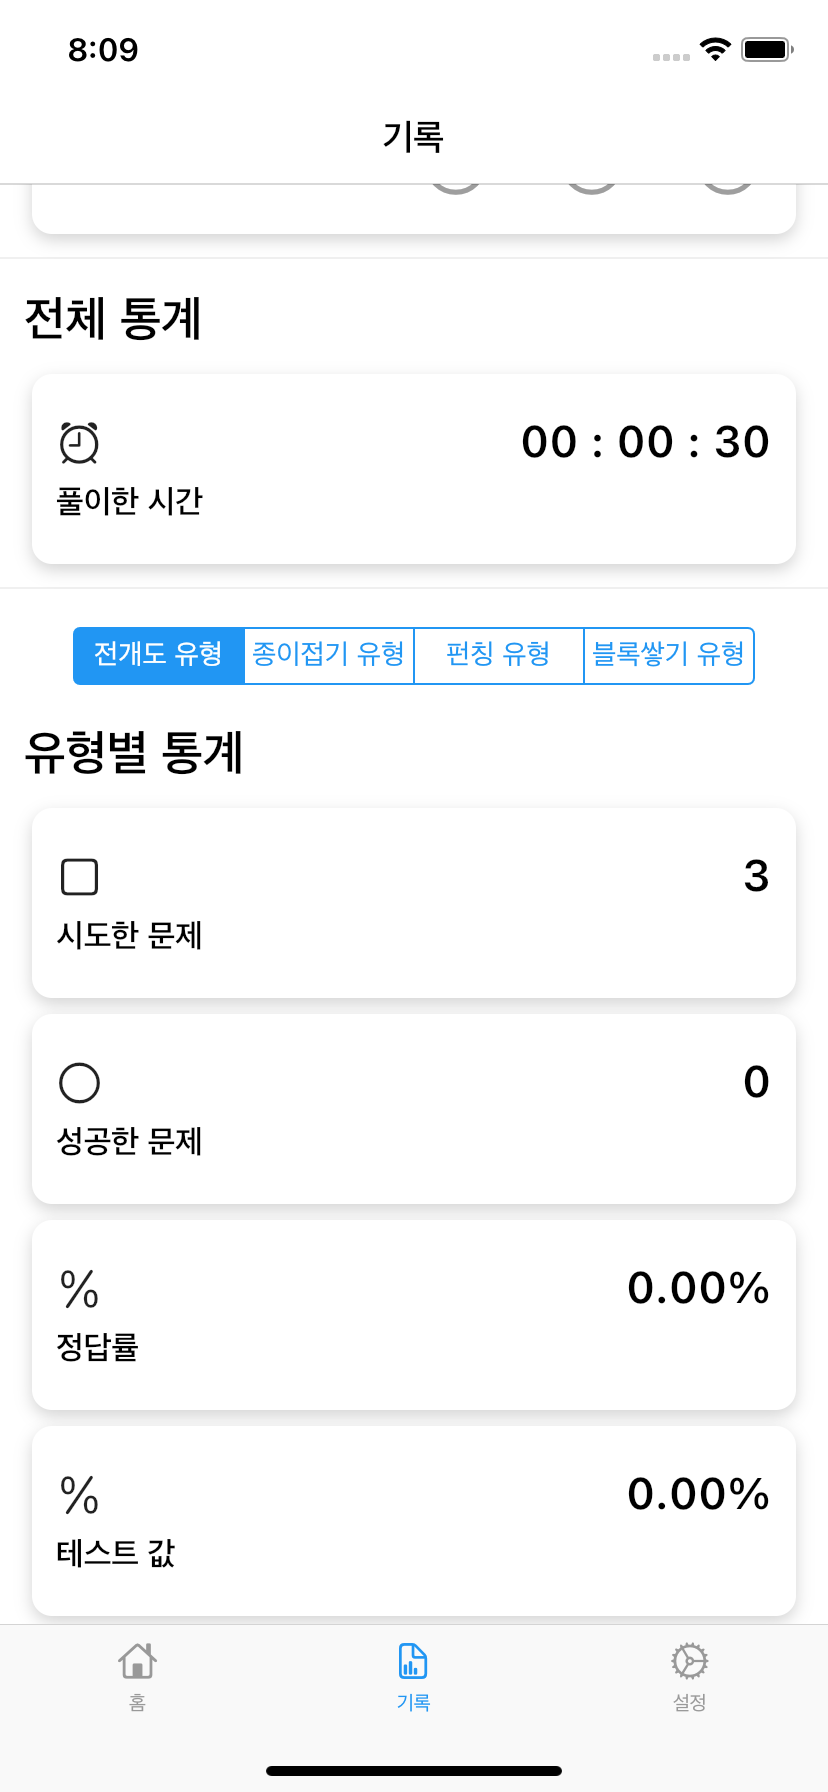 8:09
기록
전체 통계
00 : 00 : 30
풀이한 시간
전개도 유형 종이접기 유형 펀칭 유형 블록쌓기 유형
유형별 통계
3
시도한 문제
0
성공한 문제
% 0.00%
정답률
% 0.00%
테스트 값
홈 기록 설정